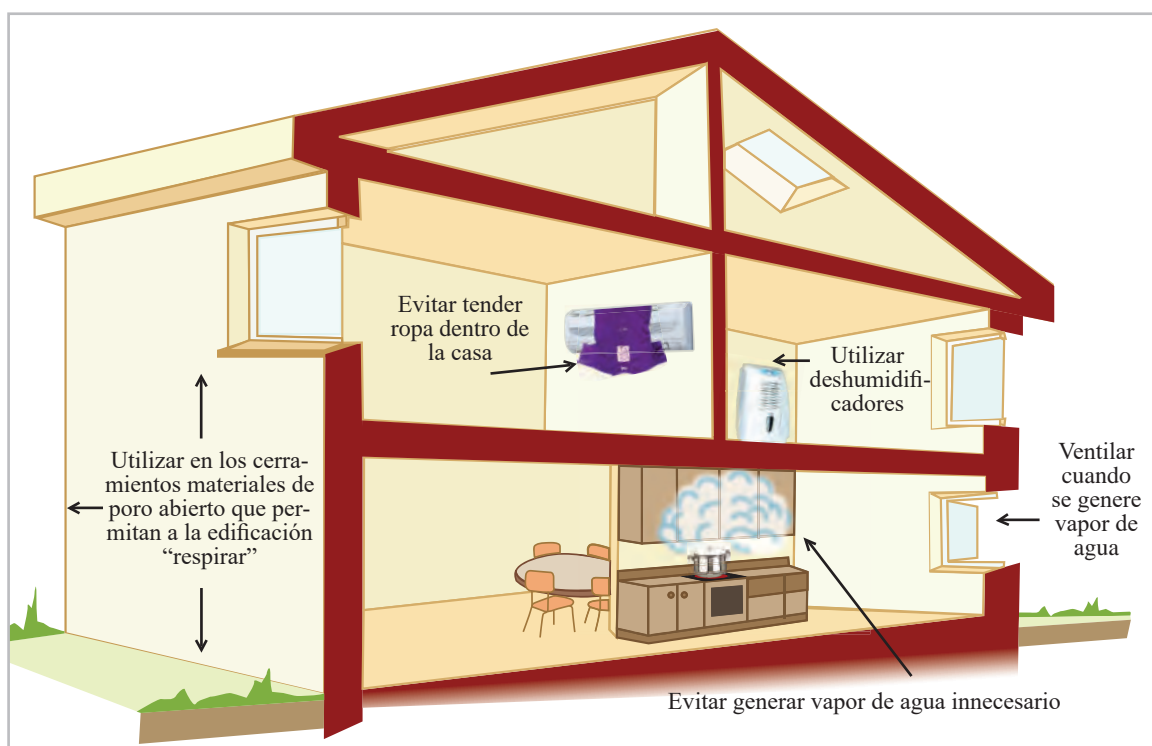 Evitar tender
ropa dentro de
la casa
Utilizar
deshumidifi-
cadores
Utilizar en los cerra-
mientos materiales de
poro abierto que per-
mitan a la edificación
“respirar”
Ventilar
cuando
se genere
vapor de
agua
Evitar generar vapor de agua innecesario